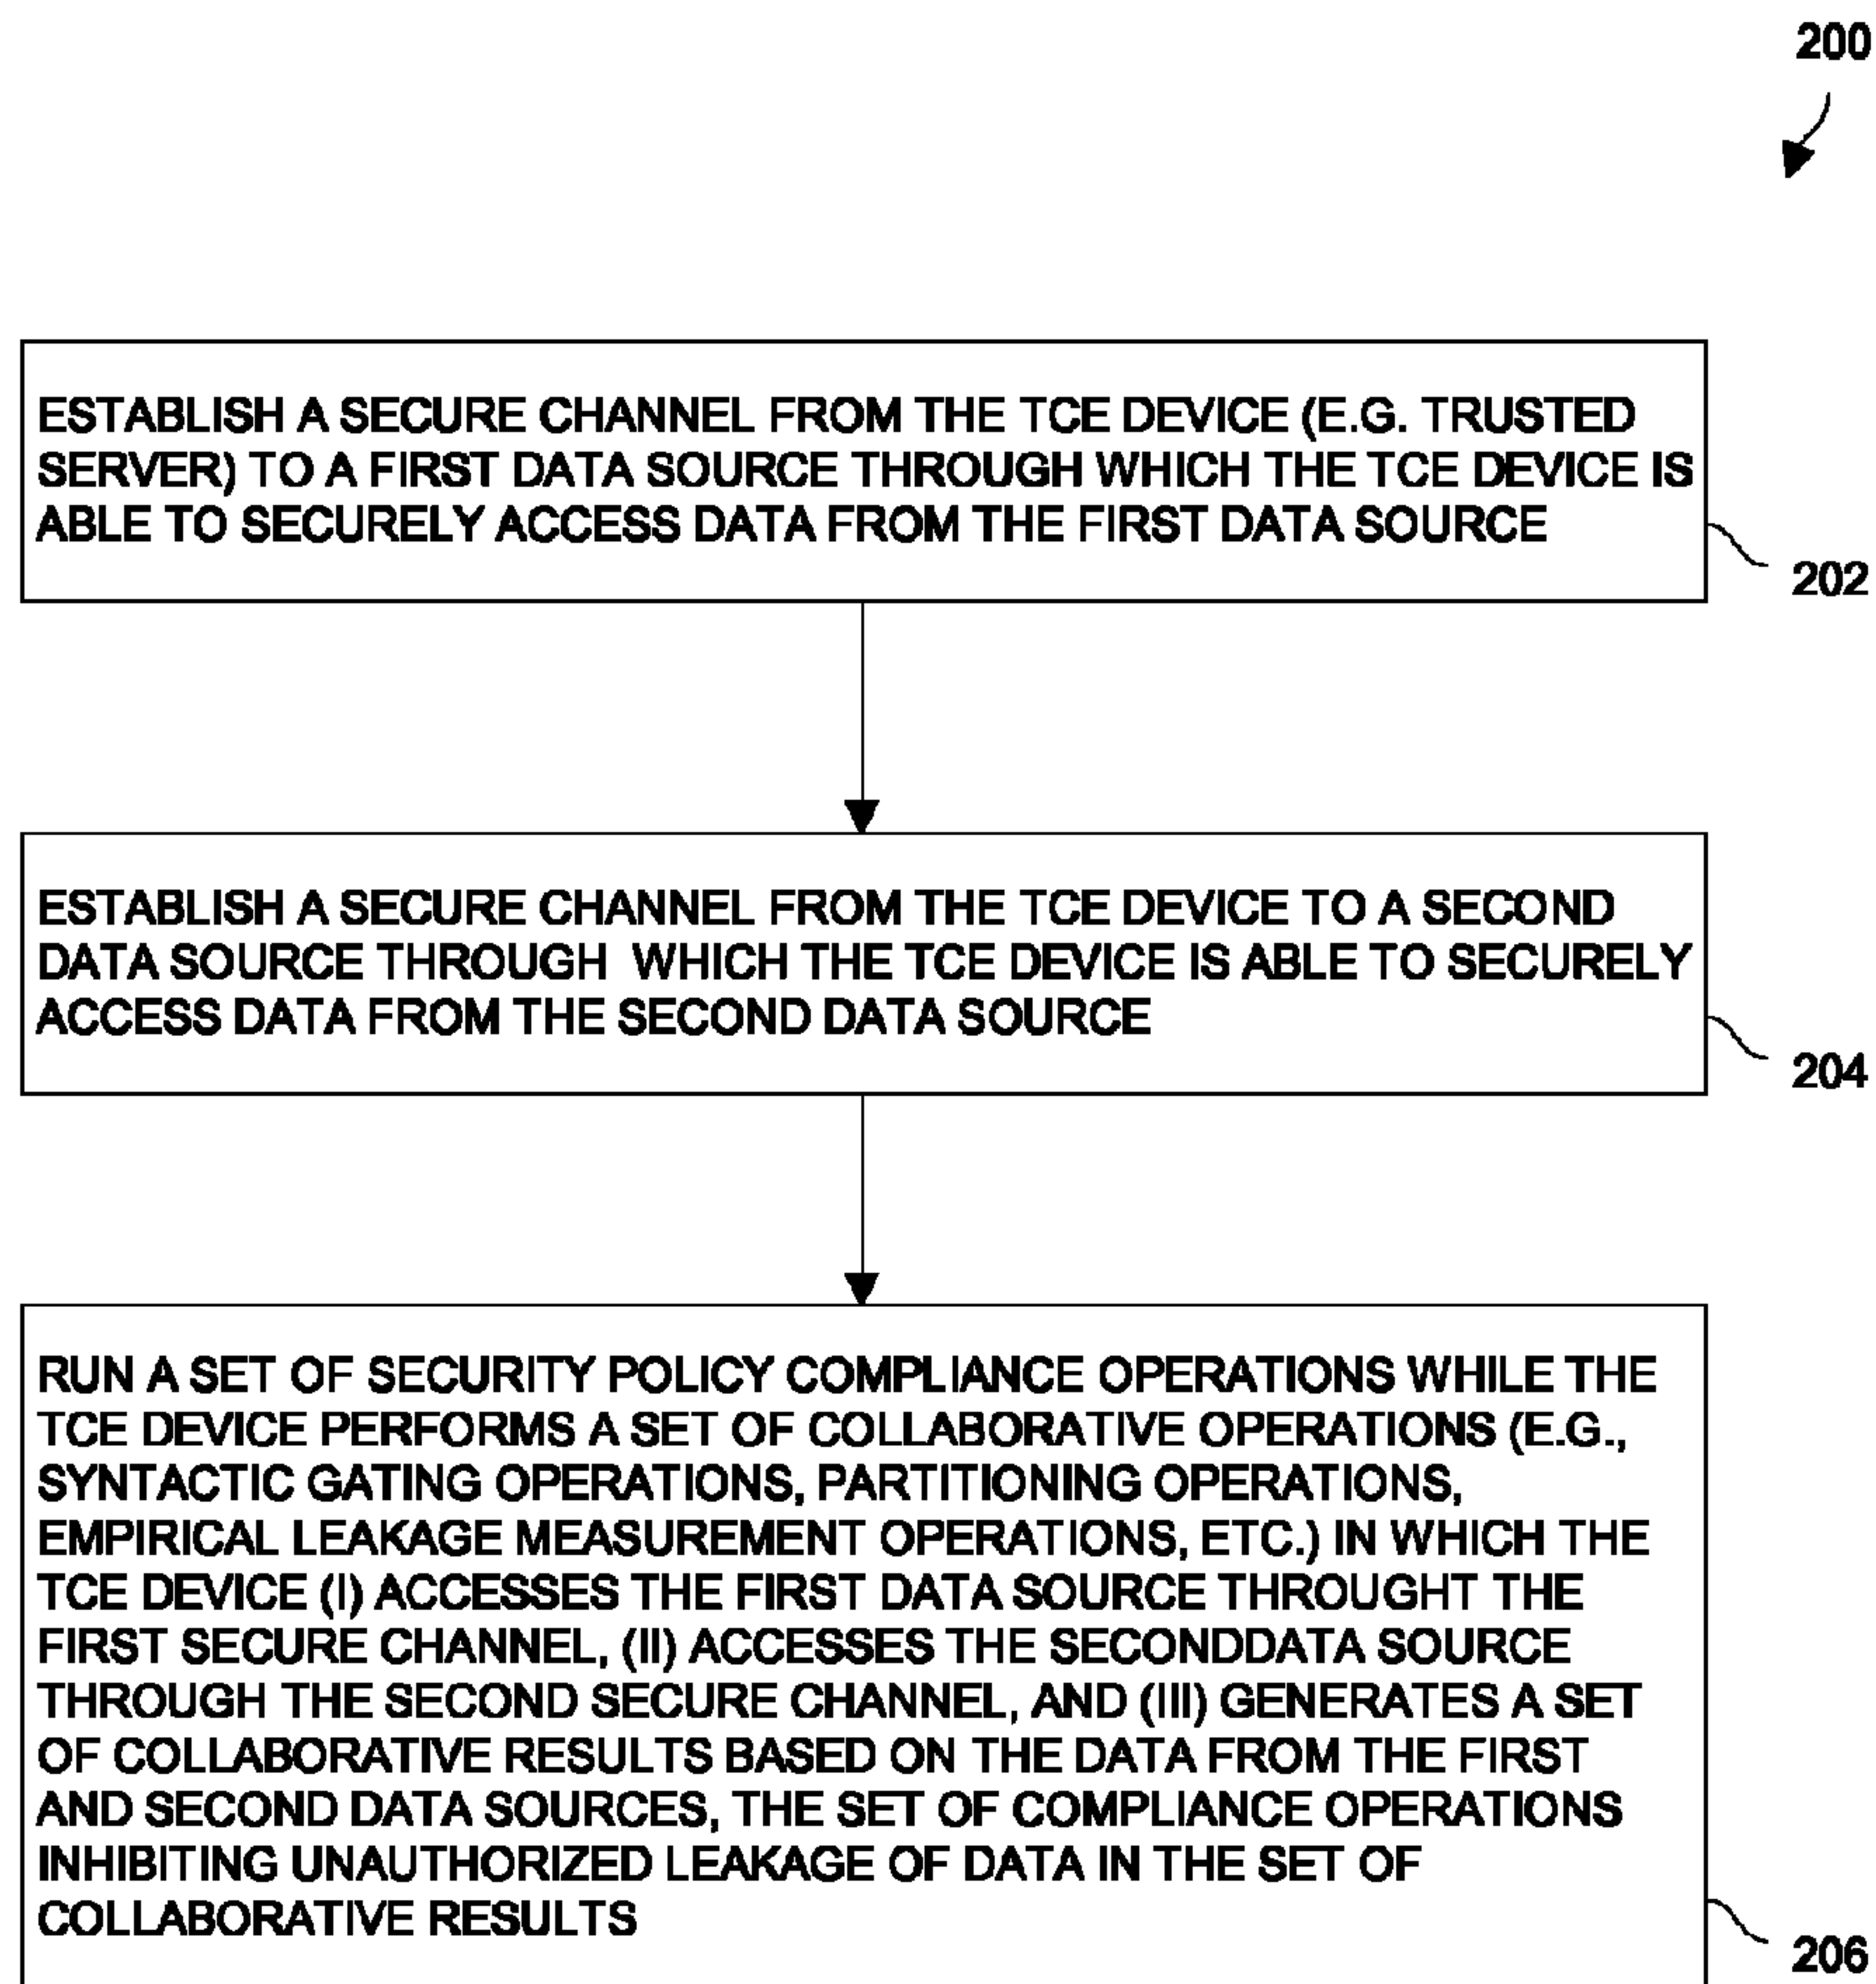 200
ESTABLISH A SECURE CHANNEL FROM THE TCE DEVICE (E.G. TRUSTED
SERVER) TO A FIRST DATA SOURCE THROUGH WHICH THE TCE DEVICE IS
ABLE TO SECURELY ACCESS DATA FROM THE FIRST DATA SOURCE
202
ESTABLISH A SECURE CHANNEL FROM THE TCE DEVICE TO A SECOND
DATA SOURCE THROUGH WHICH THE TCE DEVICE IS ABLE TO SECURELY
ACCESS DATA FROM THE SECOND DATA SOURCE
204
RUN A SET OF SECURITY POLICY COMPLIANCE OPERATIONS WHILE THE
TCE DEVICE PERFORMS A SET OF COLLABORATIVE OPERATIONS (E.G.,
SYNTACTIC GATING OPERATIONS, PARTITIONING OPERATIONS,
EMPIRICAL LEAKAGE MEASUREMENT OPERATIONS, ETC.) IN WHICH THE
TCE DEVICE (I) ACCESSES THE FIRST DATA SOURCE THROUGHT THE
FIRST SECURE CHANNEL, (II) ACCESSES THE SECONDDATA SOURCE
THROUGH THE SECOND SECURE CHANNEL, AND (III) GENERATES A SET
OF COLLABORATIVE RESULTS BASED ON THE DATA FROM THE FIRST
AND SECOND DATA SOURCES, THE SET OF COMPLIANCE OPERATIONS
INHIBITING UNAUTHORIZED LEAKAGE OF DATA IN THE SET OF
COLLABORATIVE RESULTS
206